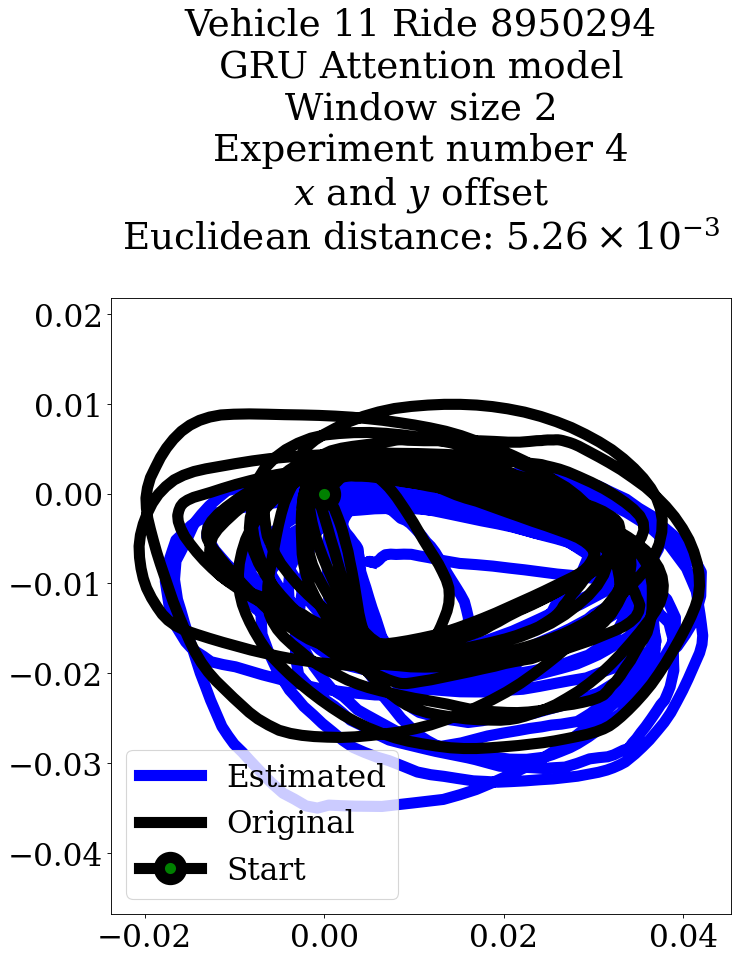 Vehicle 11 Ride 8950294
GRU Attention model
Window size 2
Experiment number 4
x and y offset
Euclidean distance: 5.26 × 10⁻³
0.02
0.01
0.00
−0.01
−0.02
−0.03
−0.04
Estimated
Original
Start
−0.02 0.00 0.02 0.04